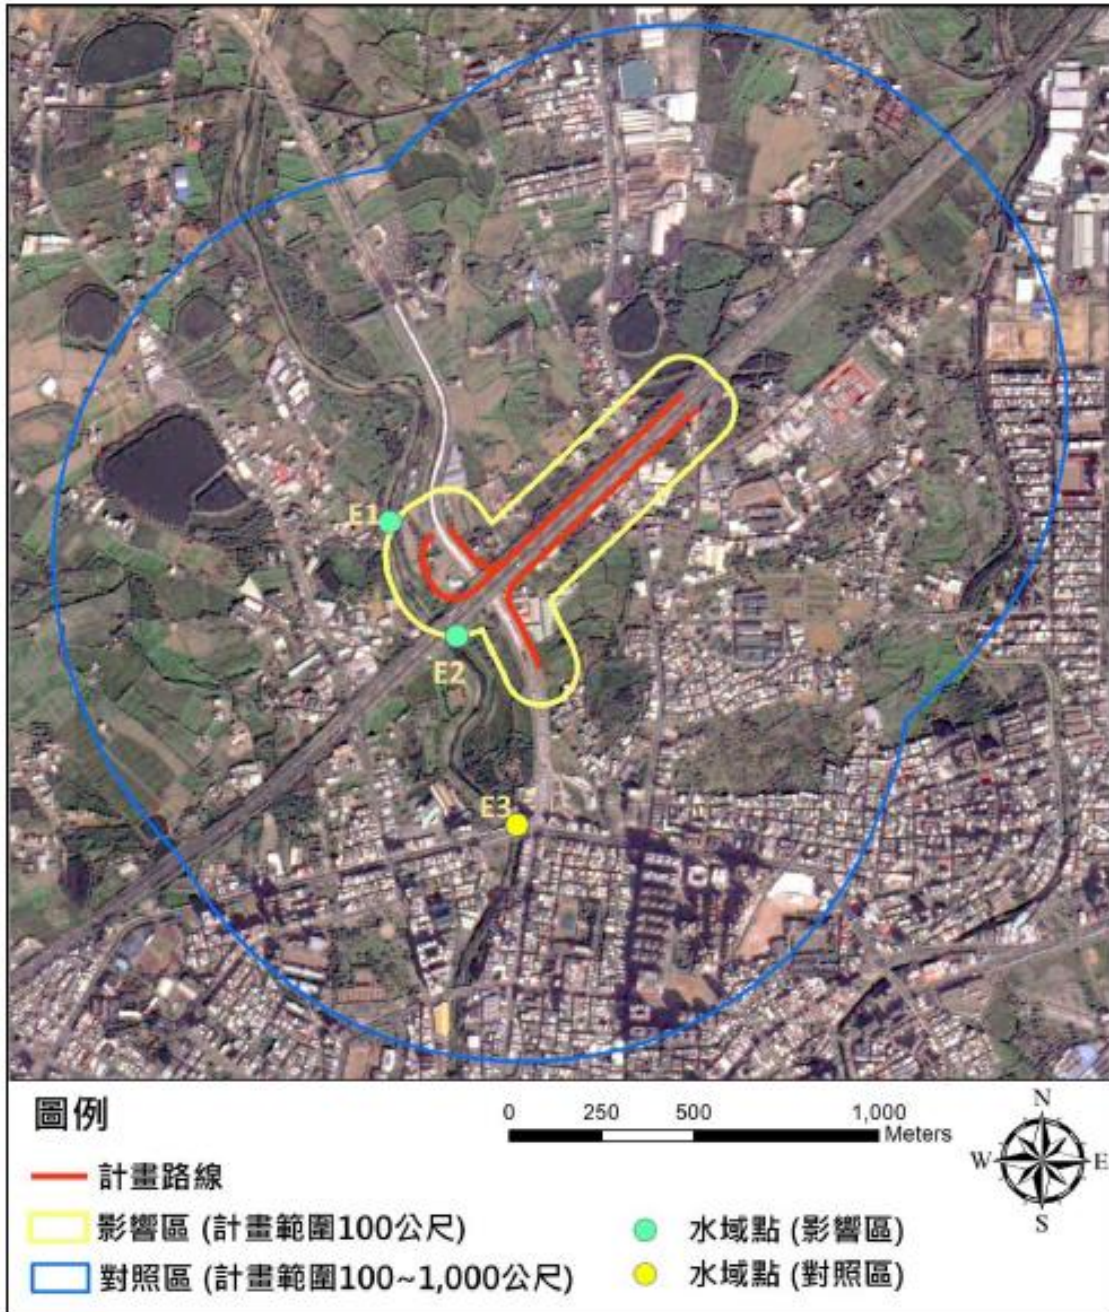 E1
E2
E3
圖例
0 250 500 1,000
Meters
N
W E
S
計畫路線
影響區 (計畫範圍100公尺)
對照區 (計畫範圍100~1,000公尺)
水域點 (影響區)
水域點 (對照區)